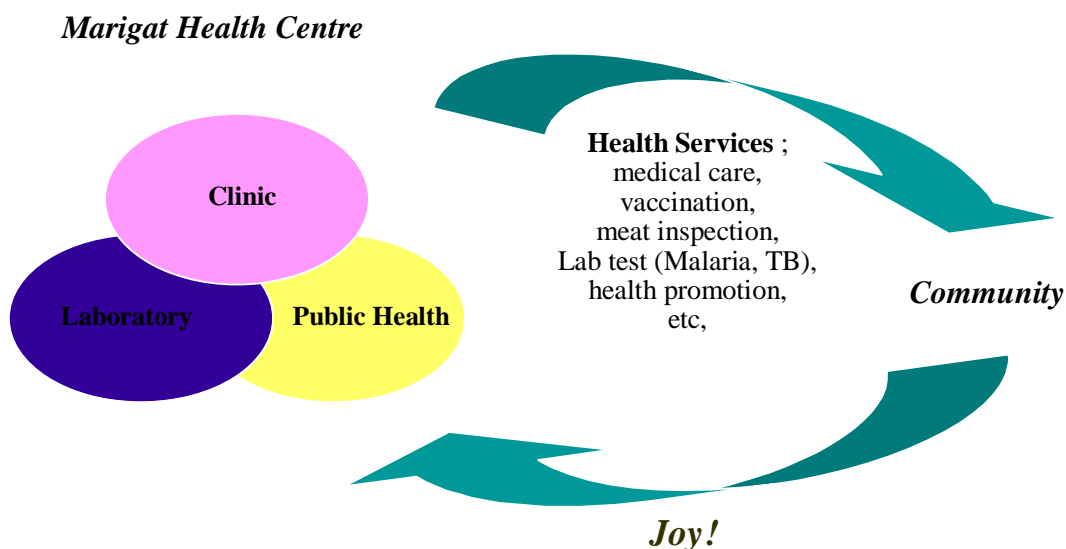 Marigat Health Centre
Clinic
Laboratory
Public Health
Health Services ;
medical care,
vaccination,
meat inspection,
Lab test (Malaria, TB),
health promotion,
etc,
Community
Joy!